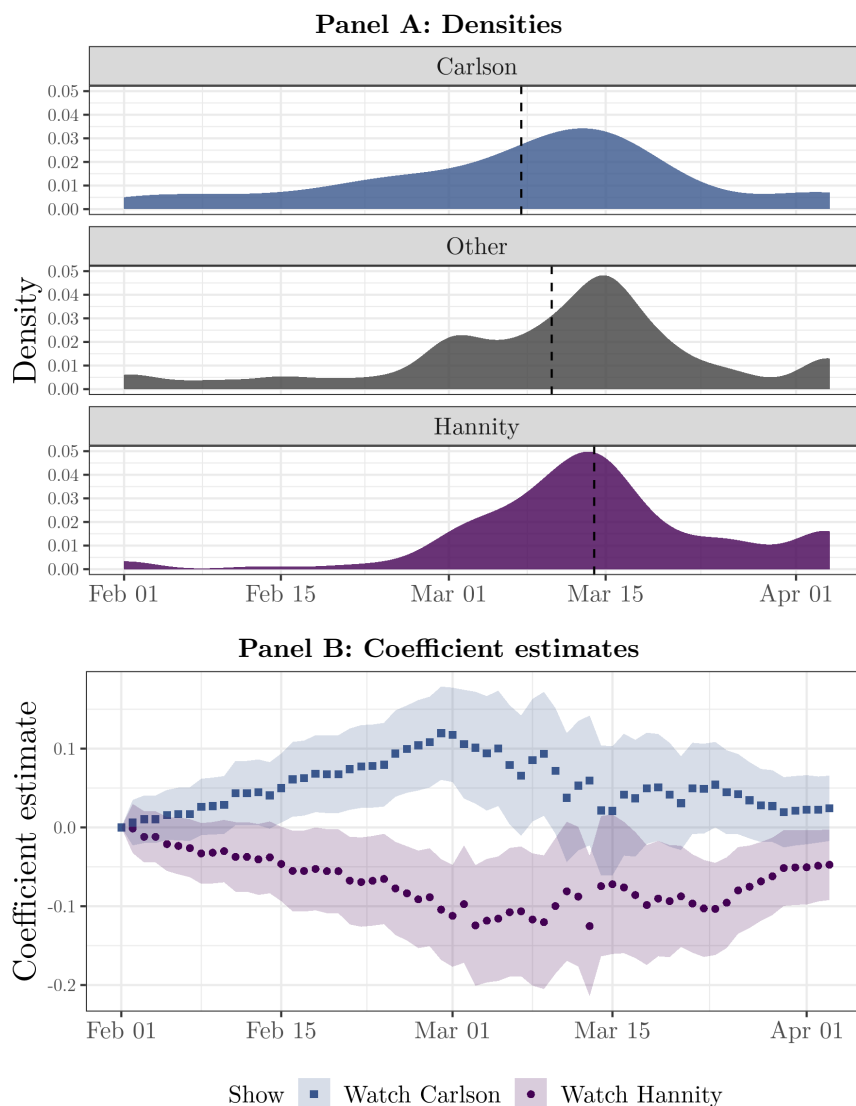 Panel A: Densities
Carlson
0.05
0.04
0.03
0.02
0.01
0.00
Other
0.05
0.04
0.03
0.02
0.01
0.00
Density
Hannity
0.05
0.04
0.03
0.02
0.01
0.00
Feb 01 Feb 15 Mar 01 Mar 15 Apr 01
Panel B: Coefficient estimates
Coefficient estimate
0.1
0.0
-0.1
-0.2
Feb 01 Feb 15 Mar 01 Mar 15 Apr 01
Show Watch Carlson Watch Hannity